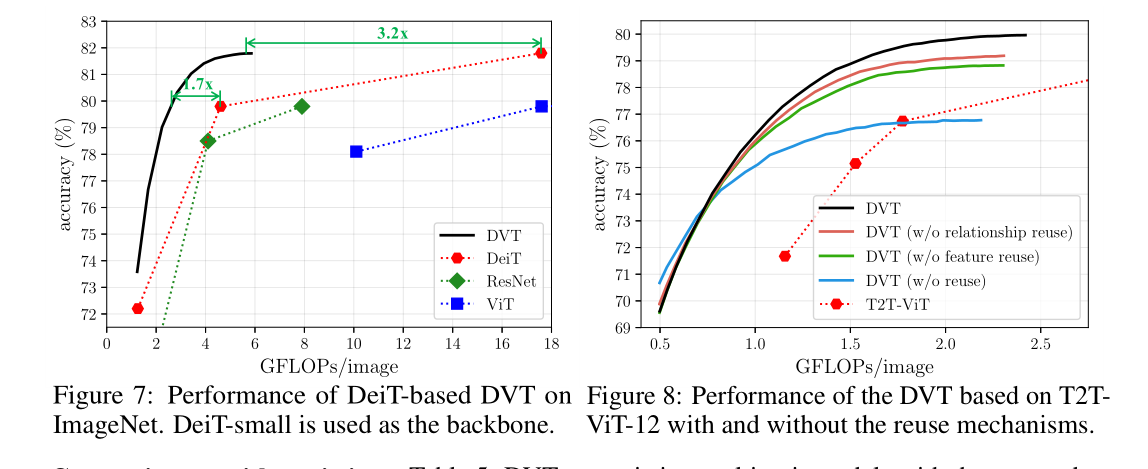 83
82
81
80
79
78
77
76
75
74
73
72
accuracy (%)
0 2 4 6 8 10 12 14 16 18
GFLOPs/image
3.2x
1.7x
DVT
DeiT
ResNet
ViT
Figure 7: Performance of DeiT-based DVT on
ImageNet. DeiT-small is used as the backbone.
80
79
78
77
76
75
74
73
72
71
70
69
accuracy (%)
0.5 1.0 1.5 2.0 2.5
GFLOPs/image
DVT
DVT (w/o relationship reuse)
DVT (w/o feature reuse)
DVT (w/o reuse)
T2T-ViT
Figure 8: Performance of the DVT based on T2T-
ViT-12 with and without the reuse mechanisms.